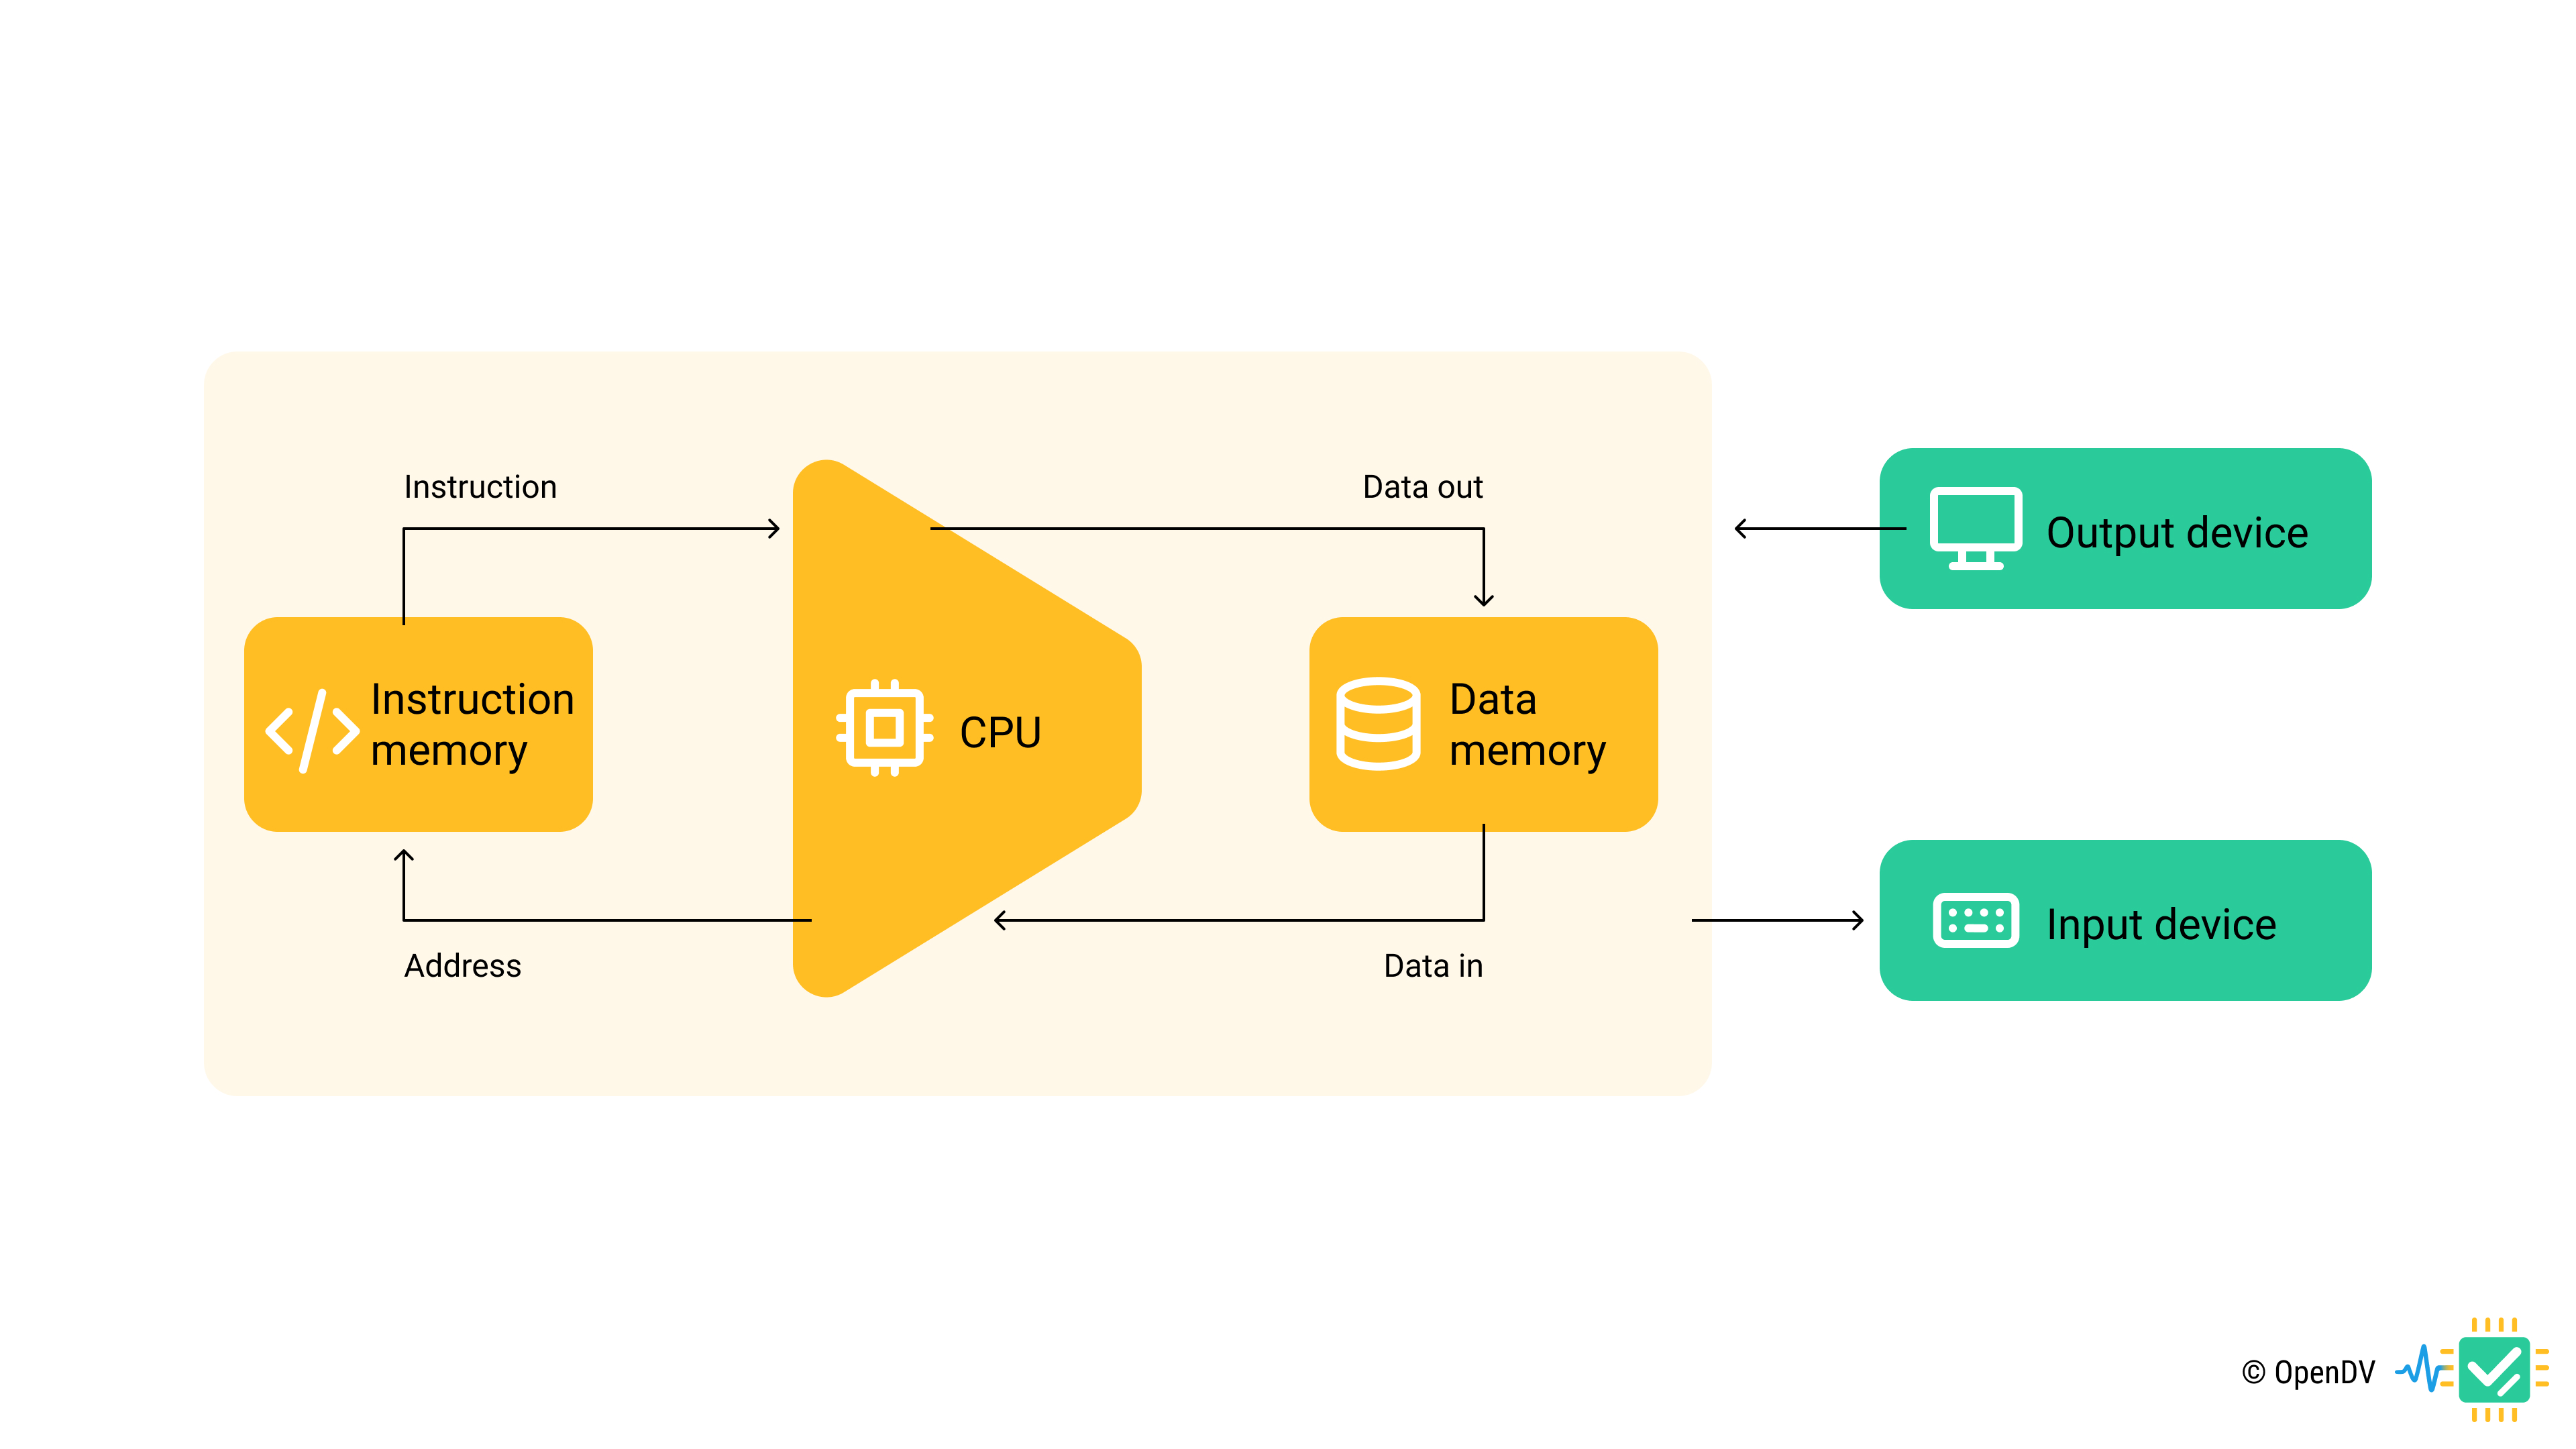 Instruction
Data out
Output device
Instruction
memory
CPU
Data
memory
Input device
Address
Data in
© OpenDV